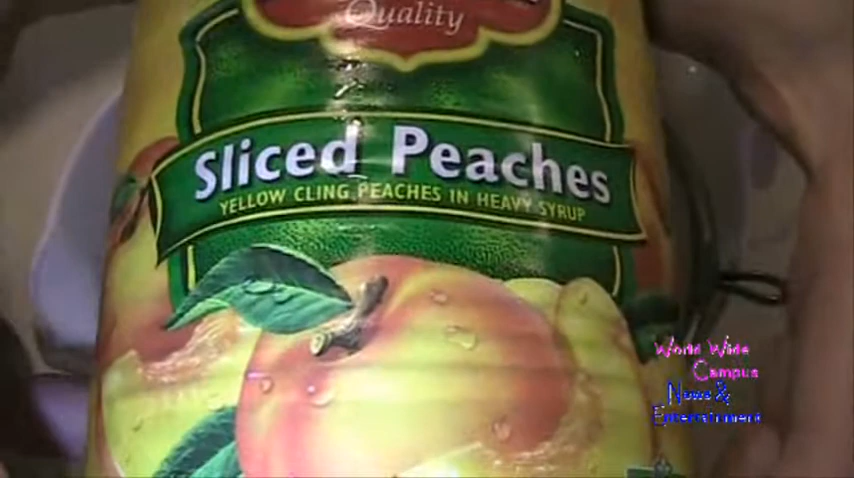 Quality
Sliced Peaches
YELLOW CLING PEACHES IN HEAVY SYRUP
World Wide
Campus
News &
Entertainment